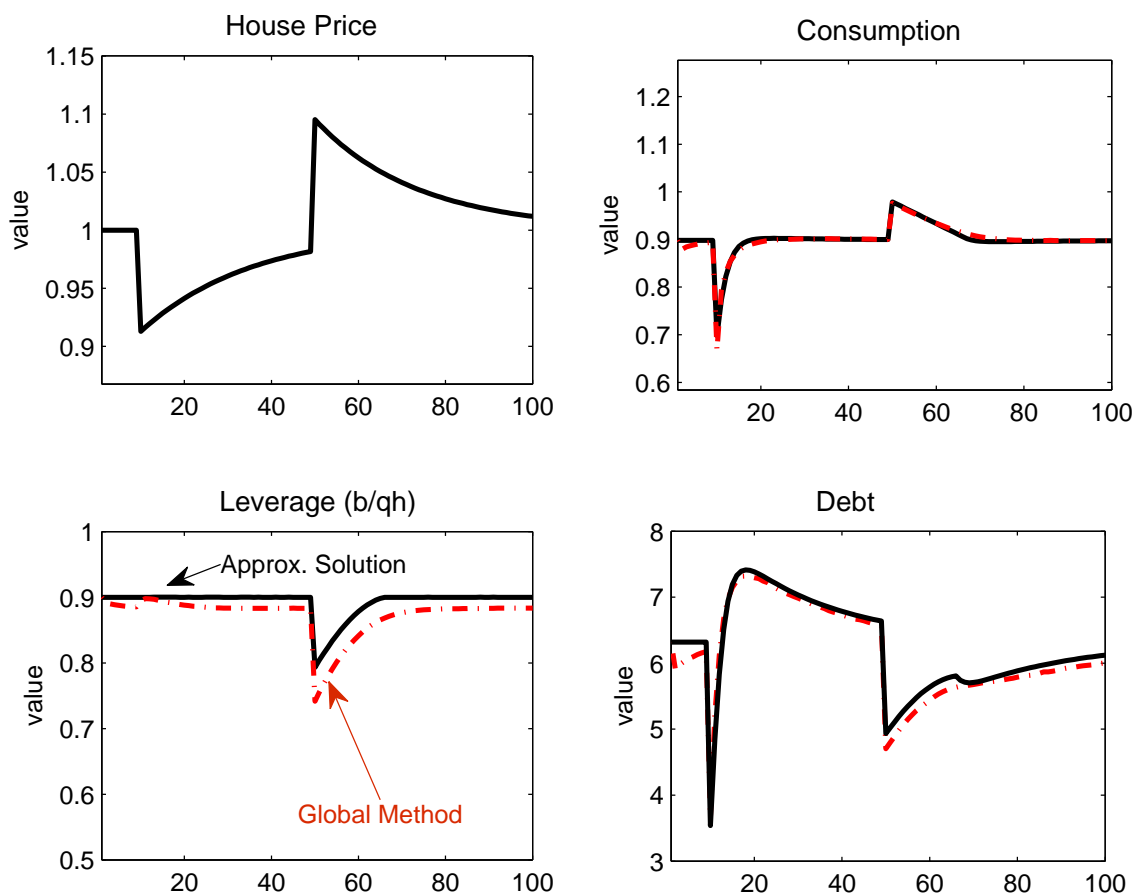 House Price
1.15
1.1
1.05
1
0.95
0.9
value
20 40 60 80 100
Consumption
1.2
1.1
1
0.9
0.8
0.7
0.6
value
20 40 60 80 100
Leverage (b/qh)
1
0.9
0.8
0.7
0.6
0.5
value
Approx. Solution
Global Method
20 40 60 80 100
Debt
8
7
6
5
4
3
value
20 40 60 80 100